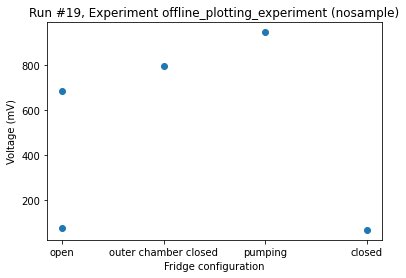 Run #19, Experiment offline_plotting_experiment (nosample)
Voltage (mV)
800
600
400
200
open
outer chamber closed
pumping
closed
Fridge configuration